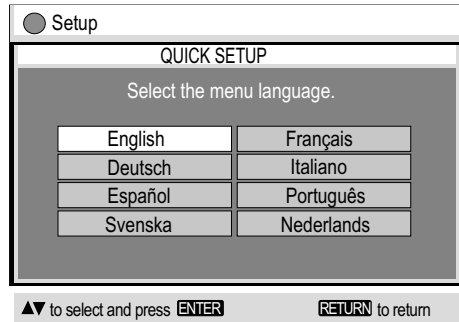 Setup
QUICK SETUP
Select the menu language.
English Français
Deutsch Italiano
Español Português
Svenska Nederlands
▲▼ to select and press ENTER RETURN to return